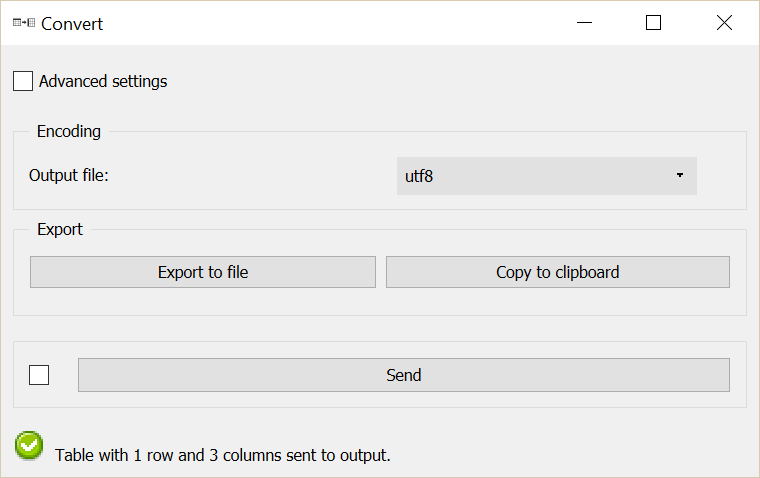 Convert
Advanced settings
Encoding
Output file:
utf8
Export
Export to file
Copy to clipboard
Send
Table with 1 row and 3 columns sent to output.